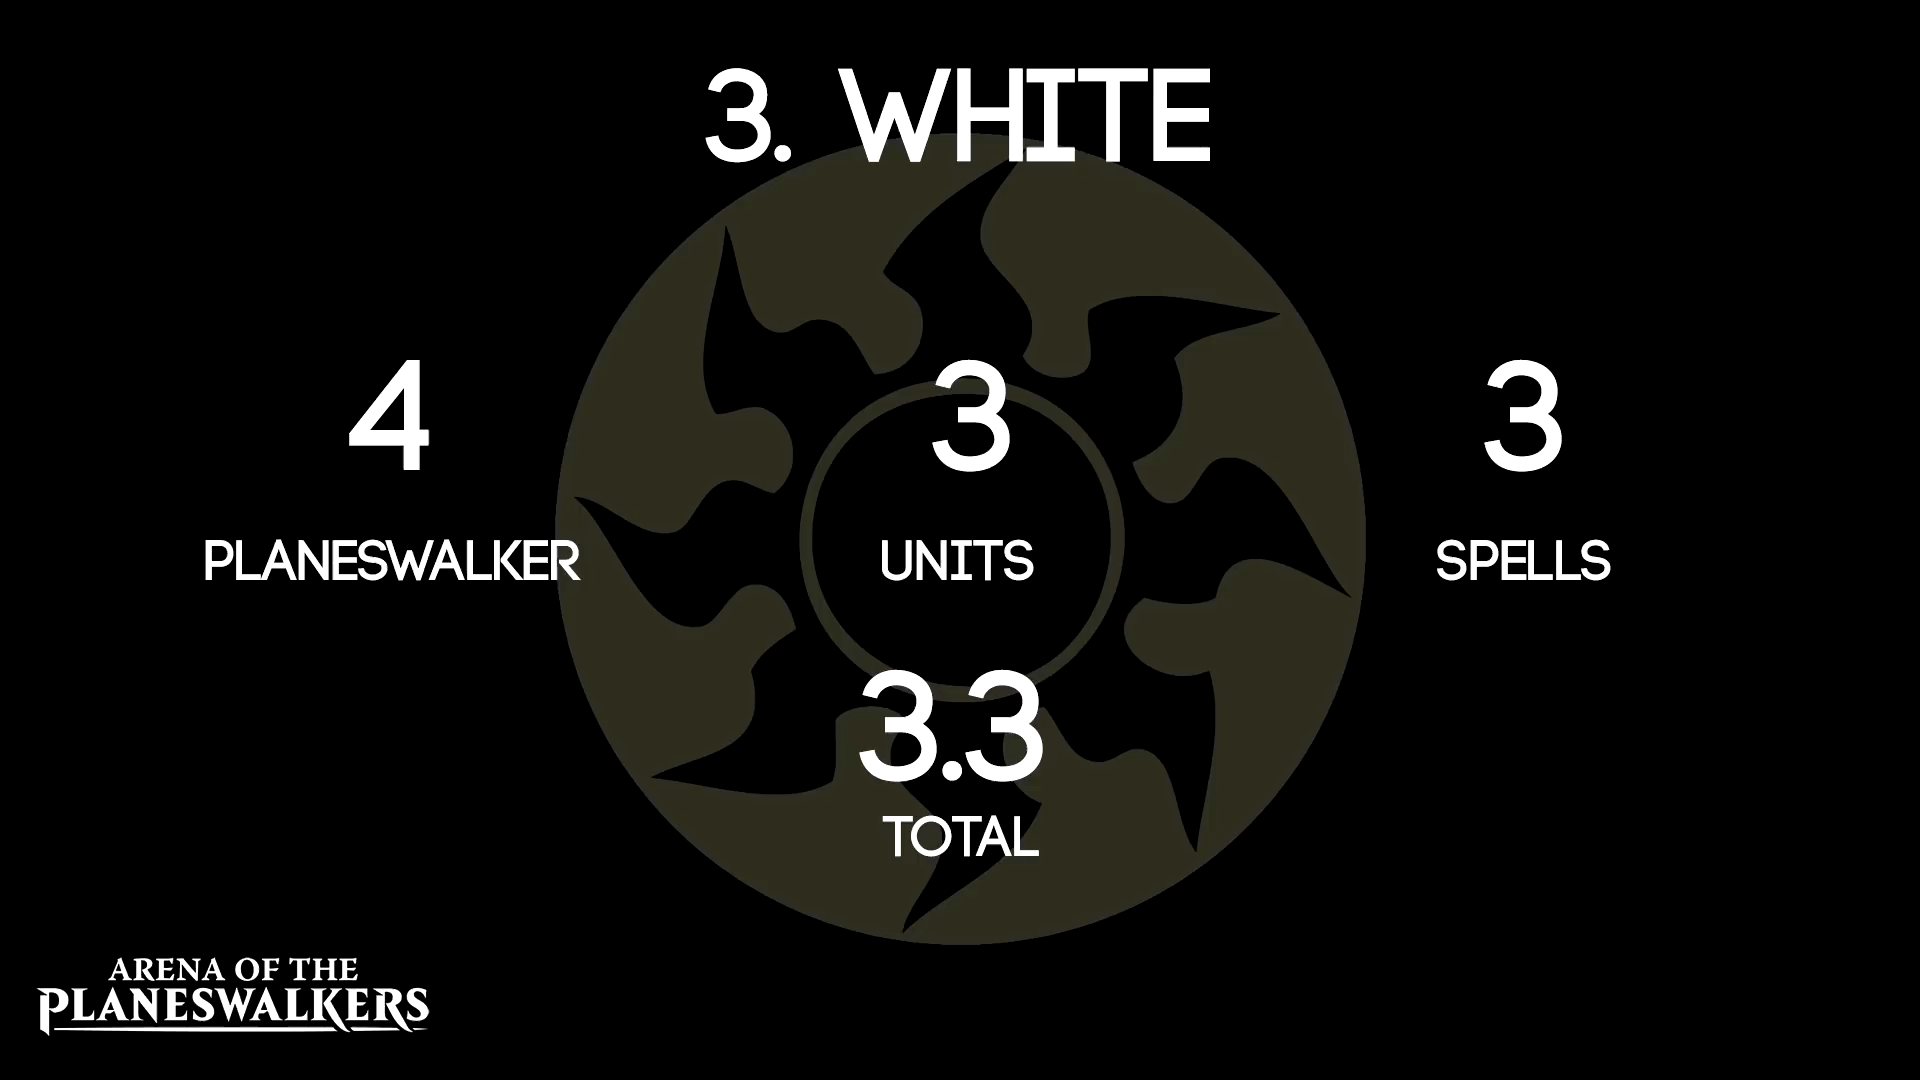 3. WHITE
4
3
3
PLANESWALKER
UNITS
SPELLS
3.3
TOTAL
ARENA OF THE
PLANESWALKERS